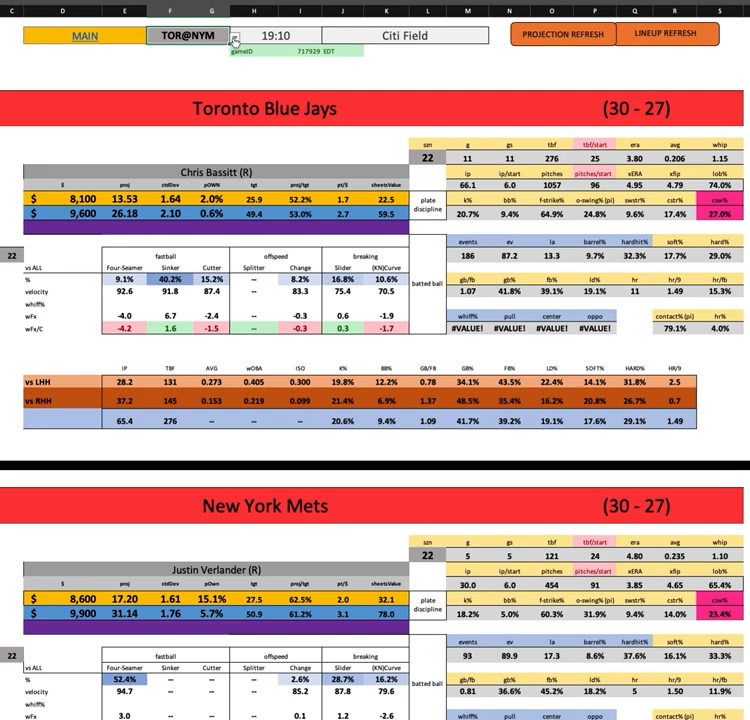 C D E F G H I J K L M N O P Q R S
MAIN TOR@NYM 19:10 Citi Field PROJECTION REFRESH LINEUP REFRESH
gameID 717929 EDT
Toronto Blue Jays (30 - 27)
szn g gs tbf tbf/start era avg whip
22 11 11 276 25 3.80 0.206 1.15
Chris Bassitt (R) ip ip/start pitches pitches/start xERA xfip lob%
$ proj stdDev pOWN tgt proj/tgt pt/$ sheetsValue 66.1 6.0 1057 96 4.95 4.79 74.0%
$ 8,100 13.53 1.64 2.0% 25.9 52.2% 1.7 22.5 plate discipline k% bb% f-strike% o-swing% (pi) swstr% cstr% csw%
$ 9,600 26.18 2.10 0.6% 49.4 53.0% 2.7 59.5 20.7% 9.4% 64.9% 24.8% 9.6% 17.4% 27.0%
events ev la barrel% hardhit% soft% hard%
22 fastball offspeed breaking 186 87.2 13.3 9.7% 32.3% 17.7% 29.0%
vs ALL Four-Seamer Sinker Cutter Splitter Change Slider (KN)Curve
% 9.1% 40.2% 15.2% -- 8.2% 16.8% 10.6% batted ball gb/fb gb% fb% ld% hr hr/9 hr/fb
velocity 92.6 91.8 87.4 83.3 75.4 70.5 1.07 41.8% 39.1% 19.1% 11 1.49 15.3%
whiff%
wFx -4.0 6.7 -2.4 -- -0.3 0.6 -1.9 whiff% pull center oppo contact% (pi) hr%
wFx/C -4.2 1.6 -1.5 -- -0.3 0.3 -1.7 #VALUE! #VALUE! #VALUE! #VALUE! 79.1% 4.0%
IP TBF AVG wOBA ISO K% BB% GB/FB GB% FB% LD% SOFT% HARD% HR/9
vs LHH 28.2 131 0.273 0.405 0.300 19.8% 12.2% 0.78 34.1% 43.5% 22.4% 14.1% 31.8% 2.5
vs RHH 37.2 145 0.153 0.219 0.099 21.4% 6.9% 1.37 48.5% 35.4% 16.2% 20.8% 26.7% 0.7
65.4 276 -- -- -- 20.6% 9.4% 1.09 41.7% 39.2% 19.1% 17.6% 29.1% 1.49
New York Mets (30 - 27)
szn g gs tbf tbf/start era avg whip
22 5 5 121 24 4.80 0.235 1.10
Justin Verlander (R) ip ip/start pitches pitches/start xERA xfip lob%
$ proj stdDev pOwn tgt proj/tgt pt/$ sheetsValue 30.0 6.0 454 91 3.85 4.65 65.4%
$ 8,600 17.20 1.61 15.1% 27.5 62.5% 2.0 32.1 plate discipline k% bb% f-strike% o-swing% (pi) swstr% cstr% csw%
$ 9,900 31.14 1.76 5.7% 50.9 61.2% 3.1 78.0 18.2% 5.0% 60.3% 31.9% 9.4% 14.0% 23.4%
events ev la barrel% hardhit% soft% hard%
22 fastball offspeed breaking 93 89.9 17.3 8.6% 37.6% 16.1% 33.3%
vs ALL Four-Seamer Sinker Cutter Splitter Change Slider (KN)Curve
% 52.4% -- -- -- 2.6% 28.7% 16.2% batted ball gb/fb gb% fb% ld% hr hr/9 hr/fb
velocity 94.7 -- -- 85.2 87.8 79.6 0.81 36.6% 45.2% 18.2% 5 1.50 11.9%
whiff%
wFx 3.0 -- -- -- 0.1 1.2 -2.6 whiff% pull center oppo contact% (pi) hr%